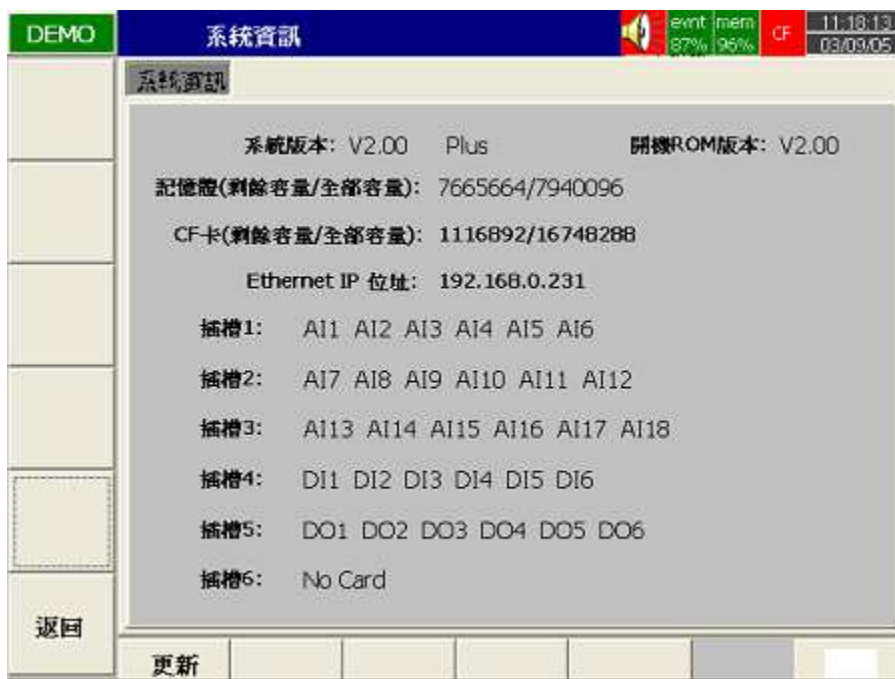 DEMO 系統資訊 evnt 87% mem 96% CF 11:18:13 03/09/05
系統資訊
系統版本: V2.00 Plus 開機ROM版本: V2.00
記憶體(剩餘容量/全部容量): 7665664/7940096
CF卡(剩餘容量/全部容量): 1116892/16748288
Ethernet IP 位址: 192.168.0.231
插槽1: AI1 AI2 AI3 AI4 AI5 AI6
插槽2: AI7 AI8 AI9 AI10 AI11 AI12
插槽3: AI13 AI14 AI15 AI16 AI17 AI18
插槽4: DI1 DI2 DI3 DI4 DI5 DI6
插槽5: DO1 DO2 DO3 DO4 DO5 DO6
插槽6: No Card
返回
更新